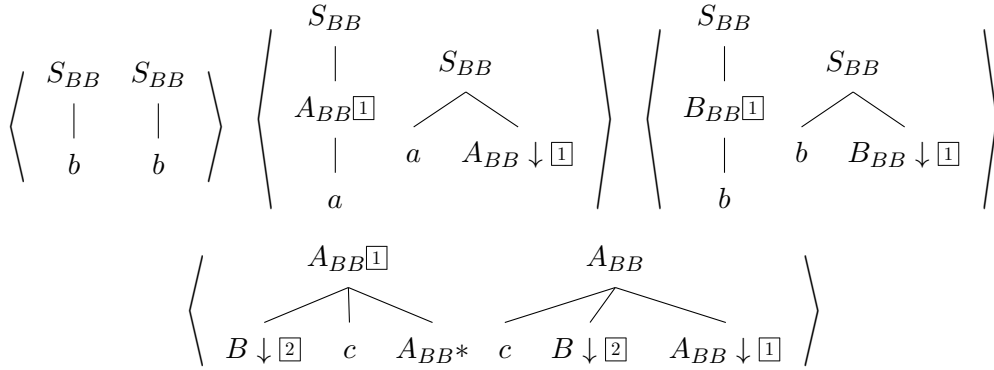 S_BB
S_BB
S_BB S_BB S_BB S_BB
A_BB 1 B_BB 1
b b a A_BB ↓ 1 b B_BB ↓ 1
a b
A_BB 1 A_BB
B ↓ 2 c A_BB* c B ↓ 2 A_BB ↓ 1